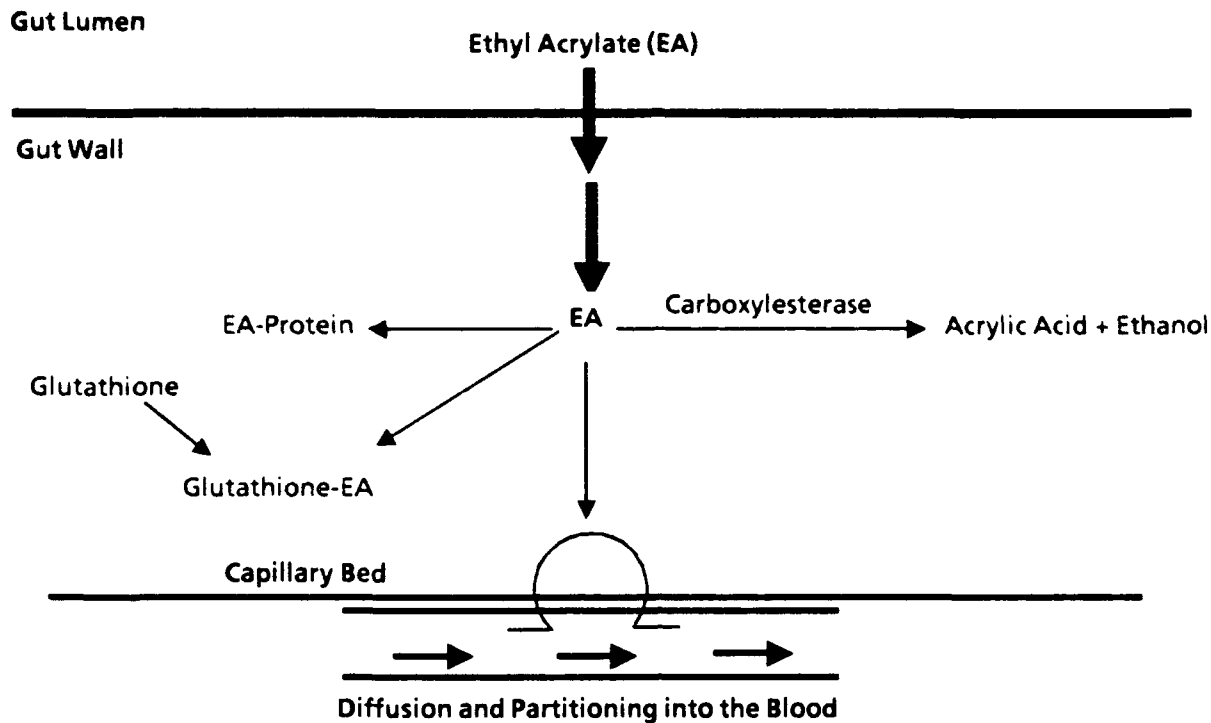 Gut Lumen
Ethyl Acrylate (EA)
Gut Wall
EA-Protein
EA
Carboxylesterase
Acrylic Acid + Ethanol
Glutathione
Glutathione-EA
Capillary Bed
Diffusion and Partitioning into the Blood